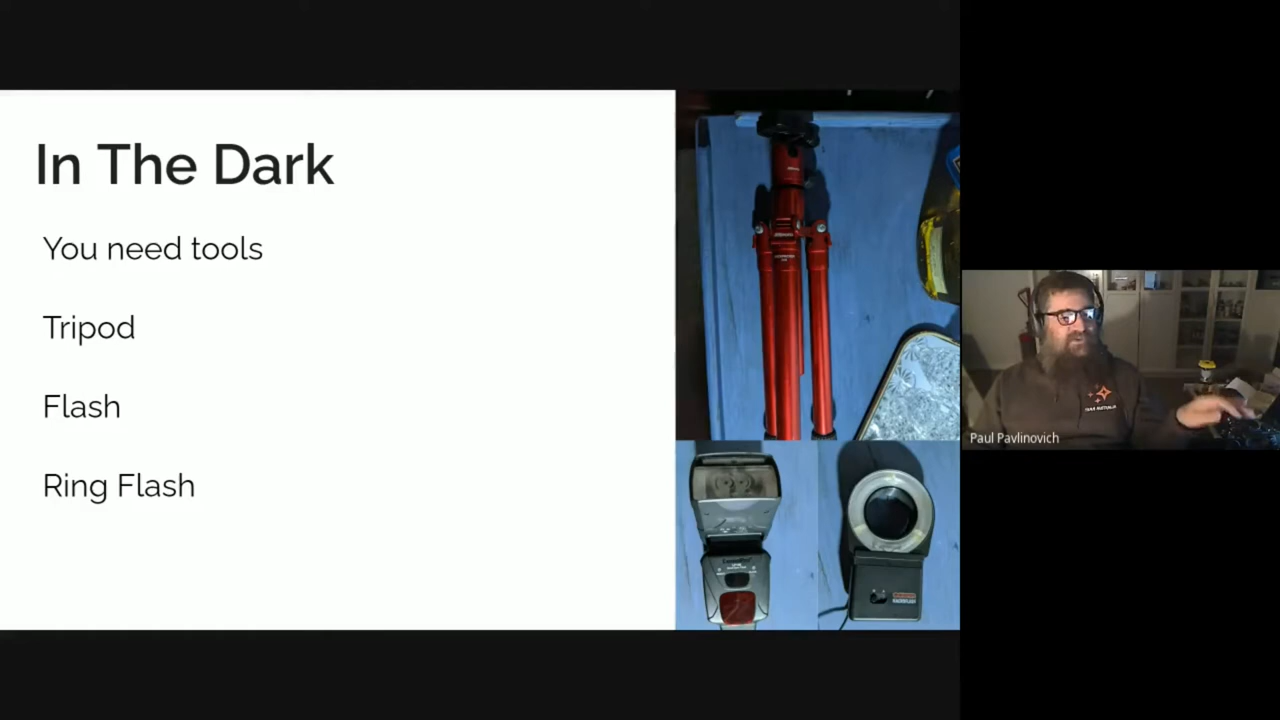 In The Dark
You need tools
Tripod
Flash
Ring Flash
Paul Pavlinovich